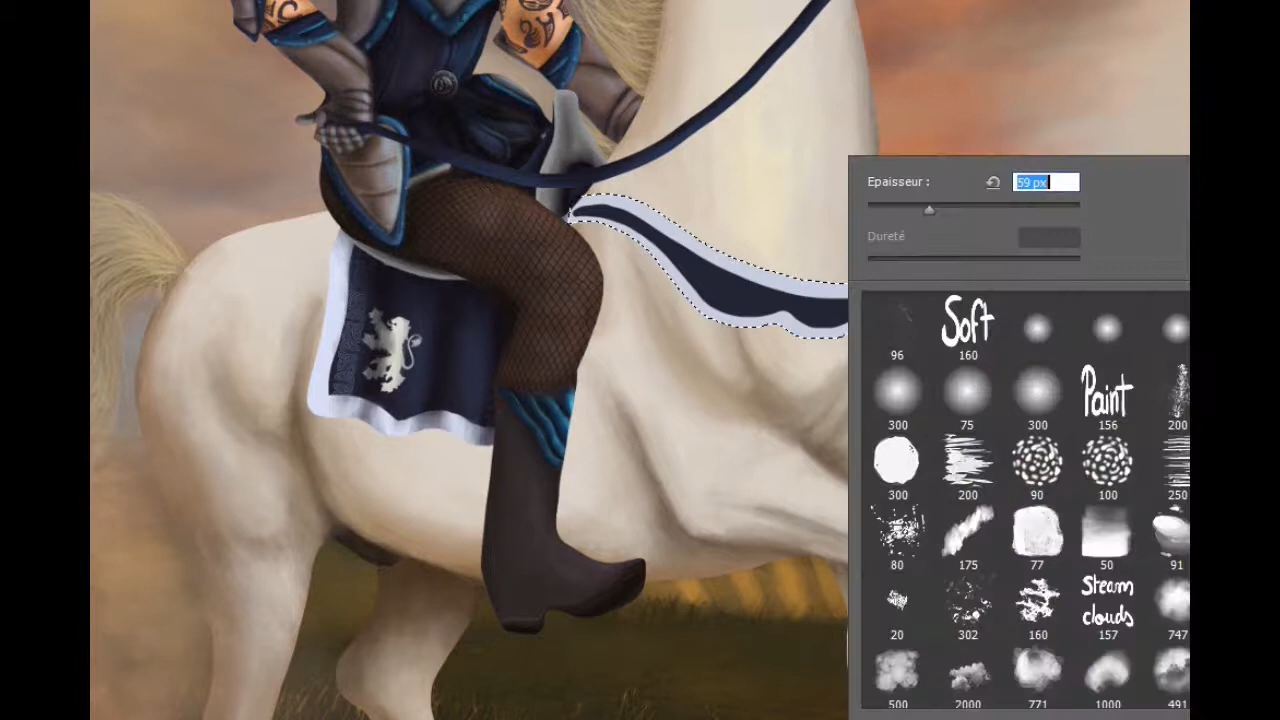 Epaisseur :
59 px
Dureté
Soft
96 160
300 75 300 Paint 156 200
300 200 90 100 250
80 175 77 50 91
Steam
clouds
20 302 160 157 747
500 2000 771 1000 491